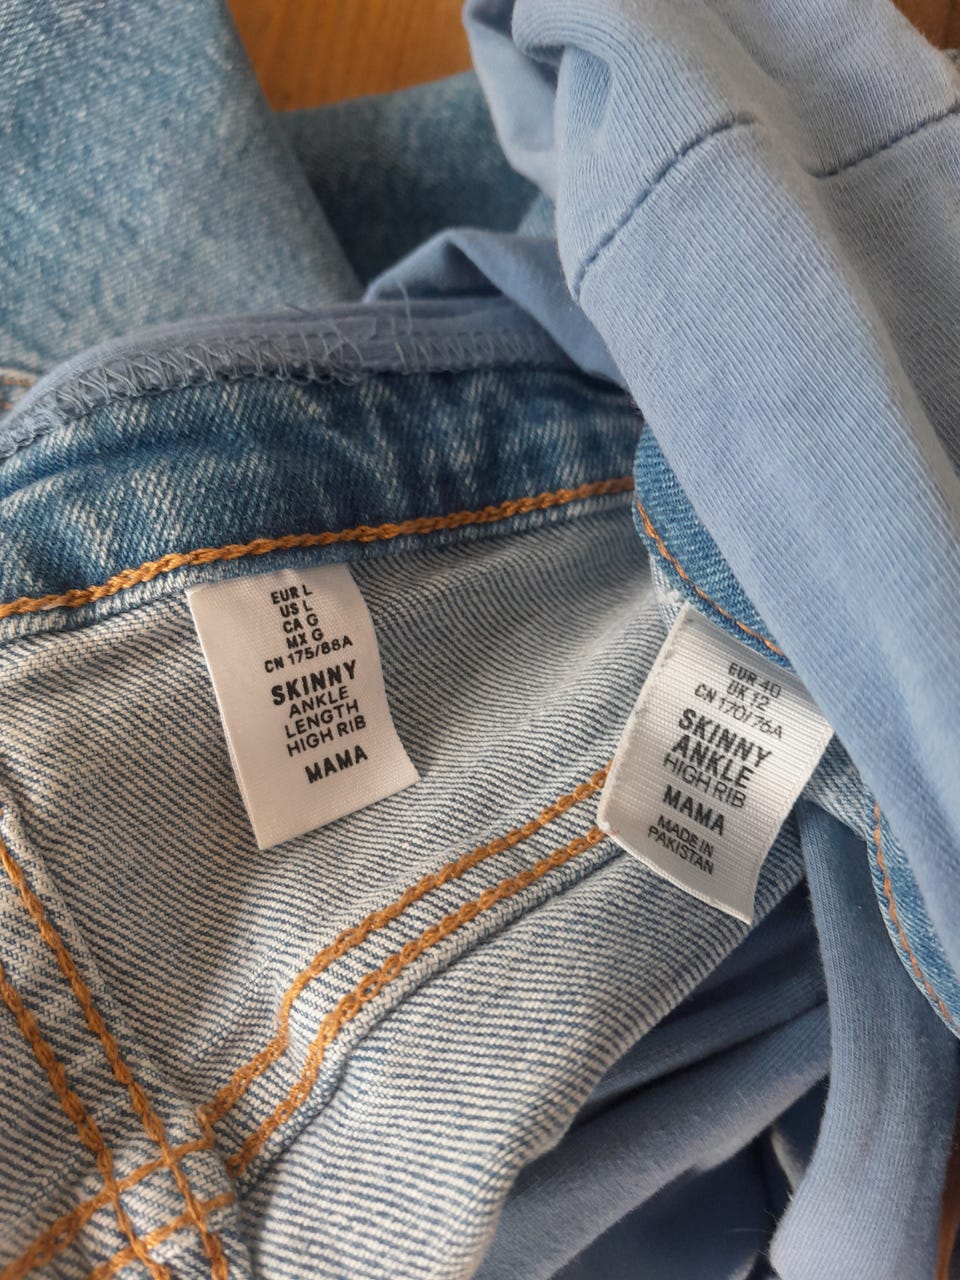 EUR L
US L
CA G
MX G
CN 175/88A
SKINNY
ANKLE
LENGTH
HIGH RIB
MAMA
EUR 40
UK 12
CN 170/76A
SKINNY
ANKLE
HIGH RIB
MAMA
MADE IN
PAKISTAN